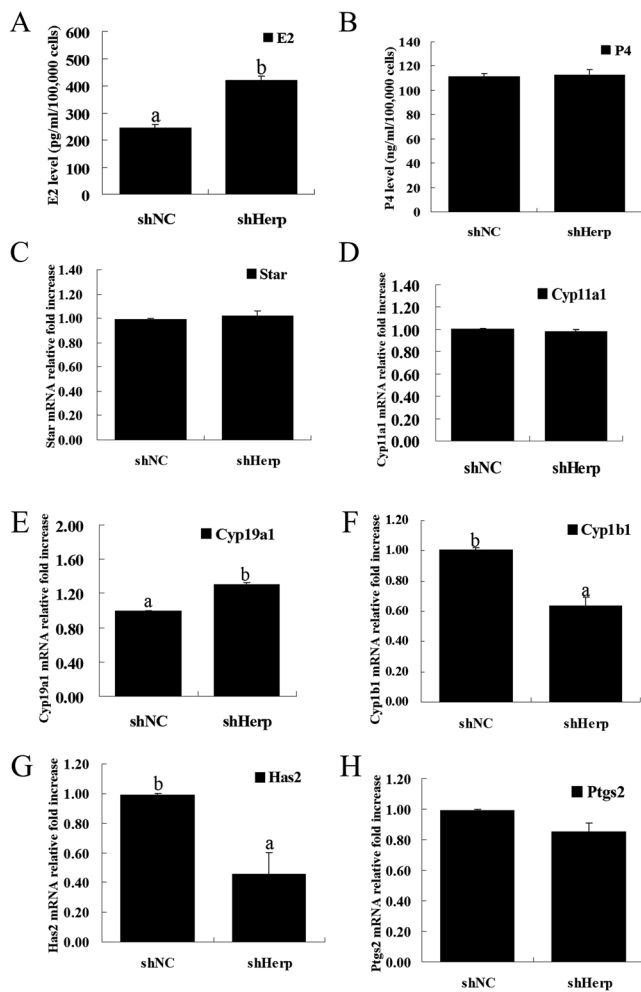 A
E2
E2 level (pg/ml/100,000 cells)
600
500
400
300
200
100
0
a
b
shNC
shHerp
B
P4
P4 level (ng/ml/100,000 cells)
140
120
100
80
60
40
20
0
shNC
shHerp
C
Star
Star mRNA relative fold increase
1.40
1.20
1.00
0.80
0.60
0.40
0.20
0.00
shNC
shHerp
D
Cyp11a1
Cyp11a1 mRNA relative fold increase
1.40
1.20
1.00
0.80
0.60
0.40
0.20
0.00
shNC
shHerp
E
Cyp19a1
Cyp19a1 mRNA relative fold increase
2.00
1.60
1.20
0.80
0.40
0.00
a
b
shNC
shHerp
F
Cyp1b1
Cyp1b1 mRNA relative fold increase
1.20
1.00
0.80
0.60
0.40
0.20
0.00
b
a
shNC
shHerp
G
Has2
Has2 mRNA relative fold increase
1.20
1.00
0.80
0.60
0.40
0.20
0.00
b
a
shNC
shHerp
H
Ptgs2
Ptgs2 mRNA relative fold increase
1.20
1.00
0.80
0.60
0.40
0.20
0.00
shNC
shHerp